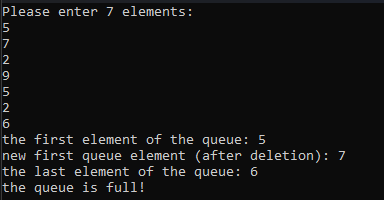 Please enter 7 elements:
5
7
2
9
5
2
6
the first element of the queue: 5
new first queue element (after deletion): 7
the last element of the queue: 6
the queue is full!